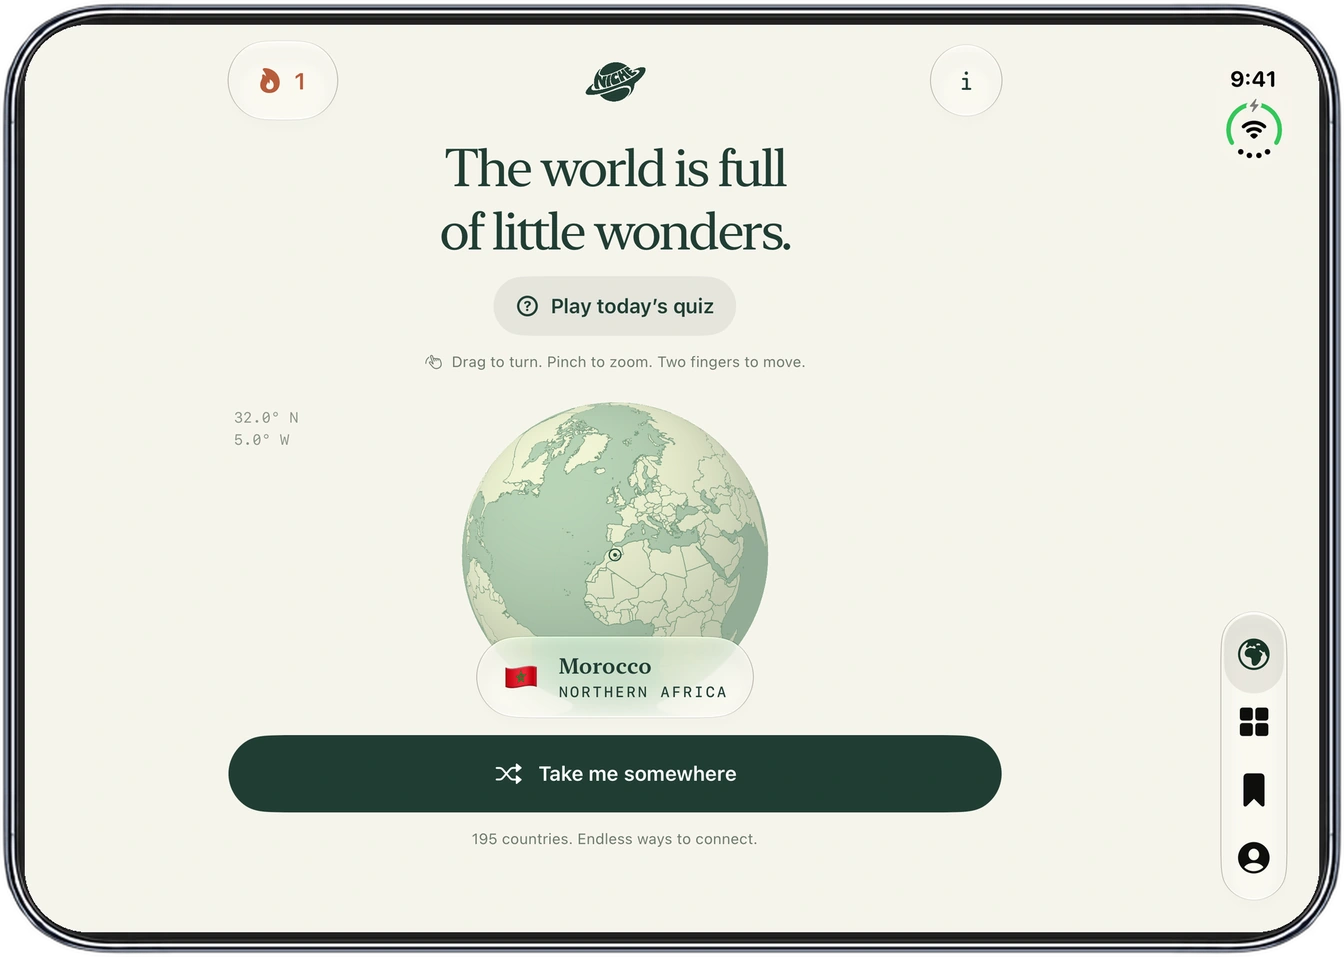 1
NICHE
i
9:41
The world is full
of little wonders.
Play today’s quiz
Drag to turn. Pinch to zoom. Two fingers to move.
32.0° N
5.0° W
Morocco
NORTHERN AFRICA
Take me somewhere
195 countries. Endless ways to connect.